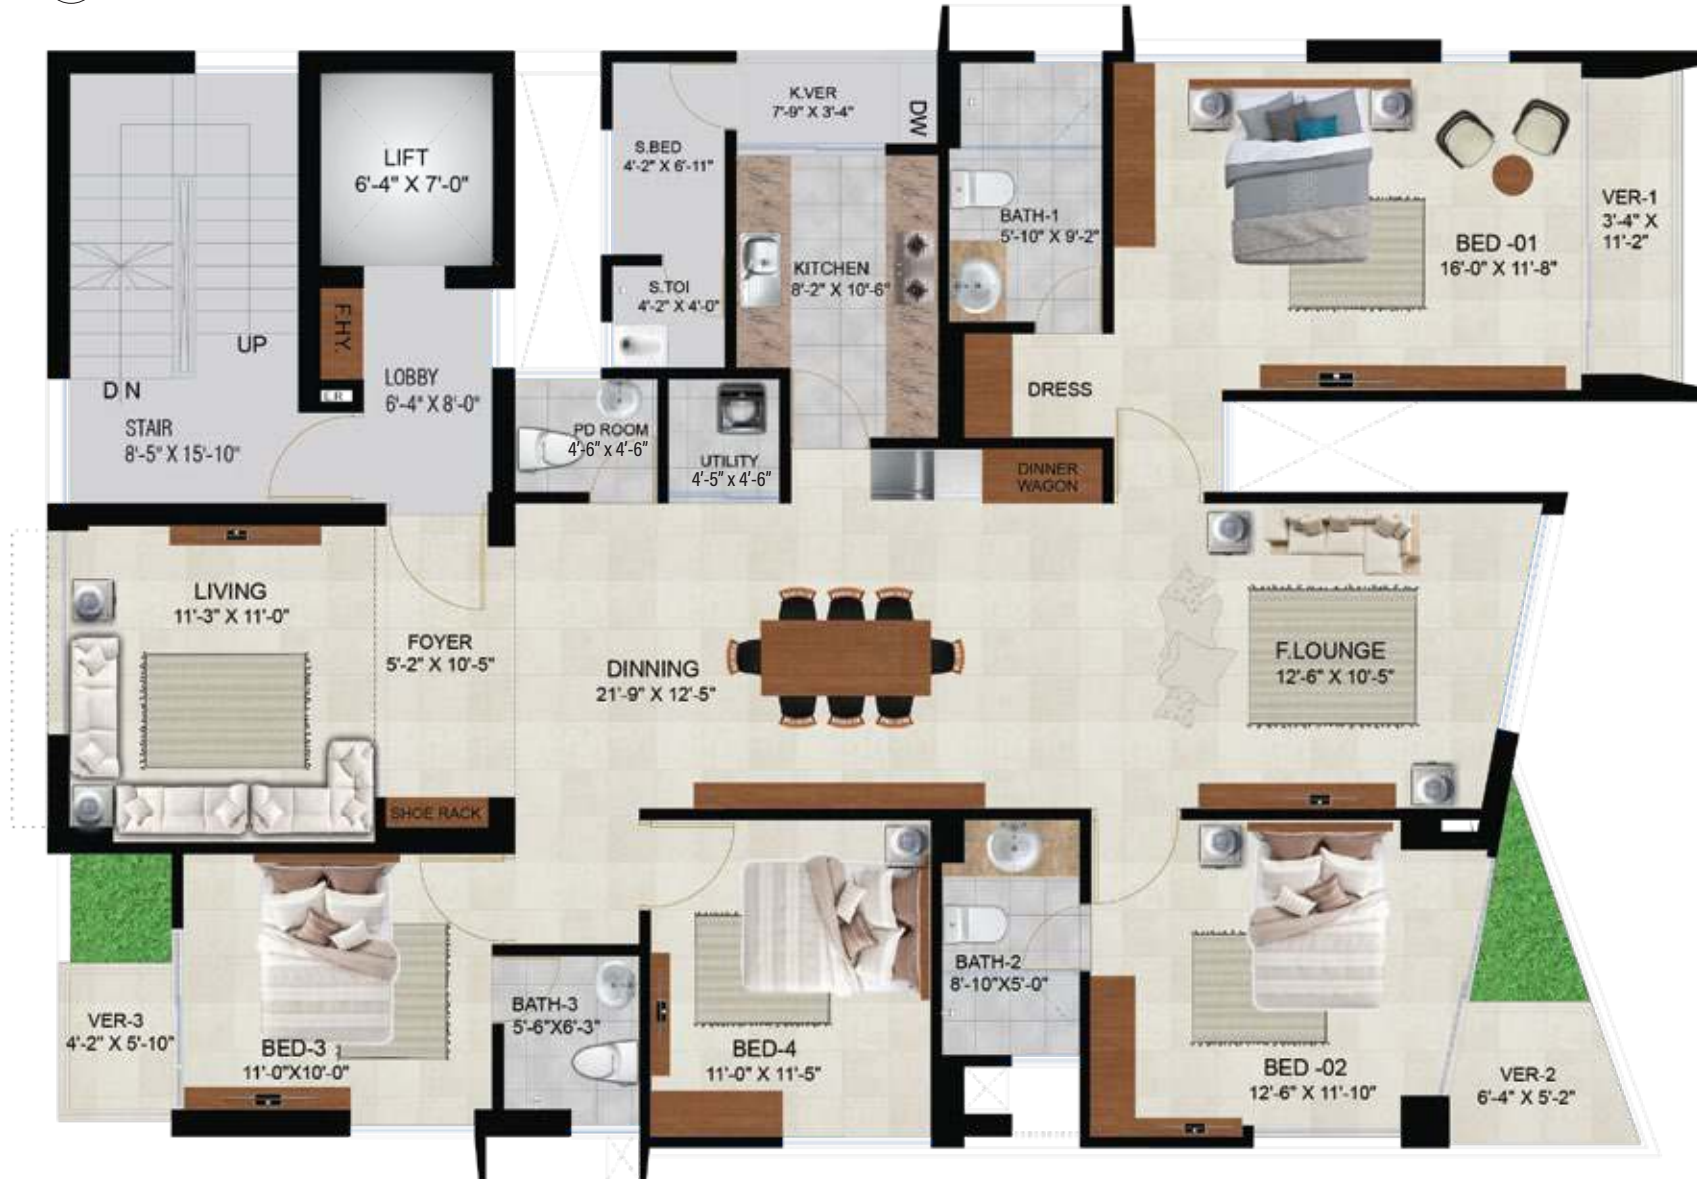 LIFT
6'-4" X 7'-0"
UP
D N
STAIR
8'-5" X 15'-10"
F.HY.
E.R
LOBBY
6'-4" X 8'-0"
K.VER
7'-9" X 3'-4"
DW
S.BED
4'-2" X 6'-11"
S.TOI
4'-2" X 4'-0"
KITCHEN
8'-2" X 10'-6"
BATH-1
5'-10" X 9'-2"
BED -01
16'-0" X 11'-8"
VER-1
3'-4" X
11'-2"
DRESS
PD ROOM
4'-6" x 4'-6"
UTILITY
4'-5" x 4'-6"
DINNER
WAGON
LIVING
11'-3" X 11'-0"
FOYER
5'-2" X 10'-5"
DINNING
21'-9" X 12'-5"
F.LOUNGE
12'-6" X 10'-5"
SHOE RACK
VER-3
4'-2" X 5'-10"
BED-3
11'-0"X10'-0"
BATH-3
5'-6"X6'-3"
BED-4
11'-0" X 11'-5"
BATH-2
8'-10"X5'-0"
BED -02
12'-6" X 11'-10"
VER-2
6'-4" X 5'-2"